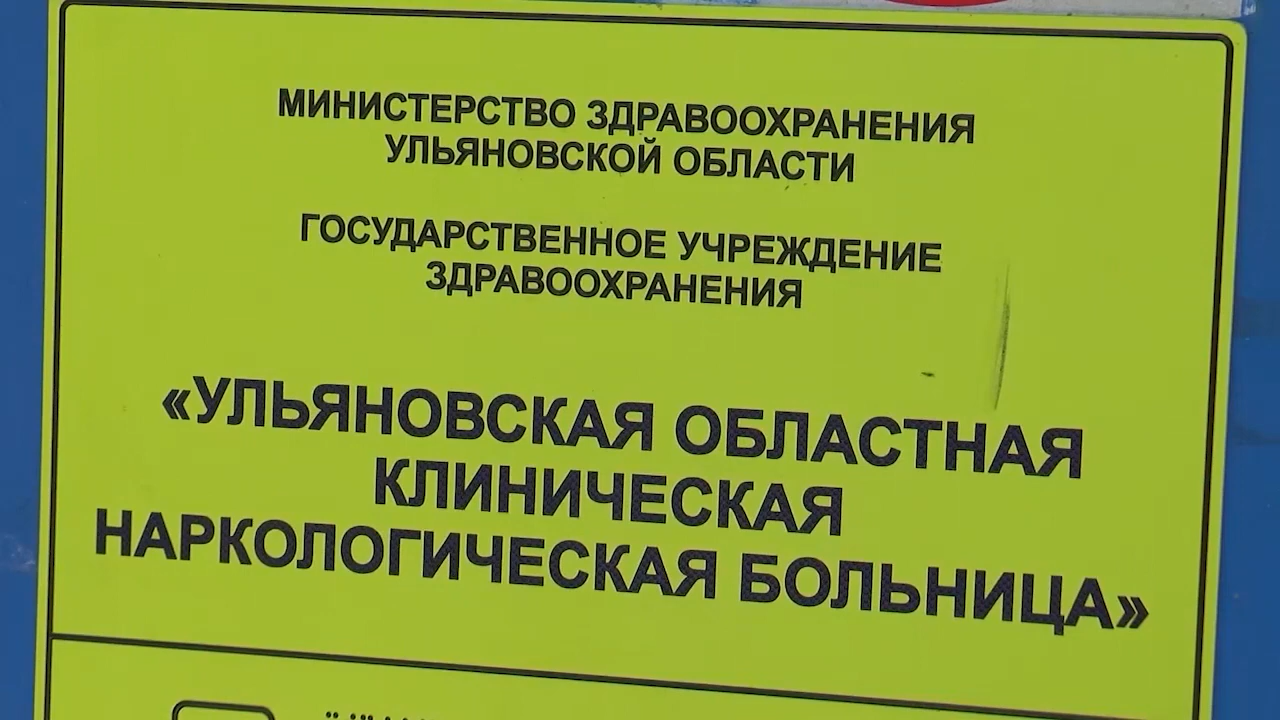 МИНИСТЕРСТВО ЗДРАВООХРАНЕНИЯ
УЛЬЯНОВСКОЙ ОБЛАСТИ
ГОСУДАРСТВЕННОЕ УЧРЕЖДЕНИЕ
ЗДРАВООХРАНЕНИЯ
«УЛЬЯНОВСКАЯ ОБЛАСТНАЯ
КЛИНИЧЕСКАЯ
НАРКОЛОГИЧЕСКАЯ БОЛЬНИЦА»